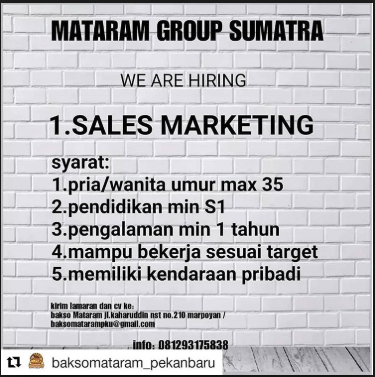 MATARAM GROUP SUMATRA
WE ARE HIRING
1.SALES MARKETING
syarat:
1.pria/wanita umur max 35
2.pendidikan min S1
3.pengalaman min 1 tahun
4.mampu bekerja sesuai target
5.memiliki kendaraan pribadi
kirim lamaran dan cv ke:
bakso Mataram jl.kaharuddin nst no.210 marpoyan /
baksomatarampku@gmail.com
info: 081293175838
baksomataram_pekanbaru